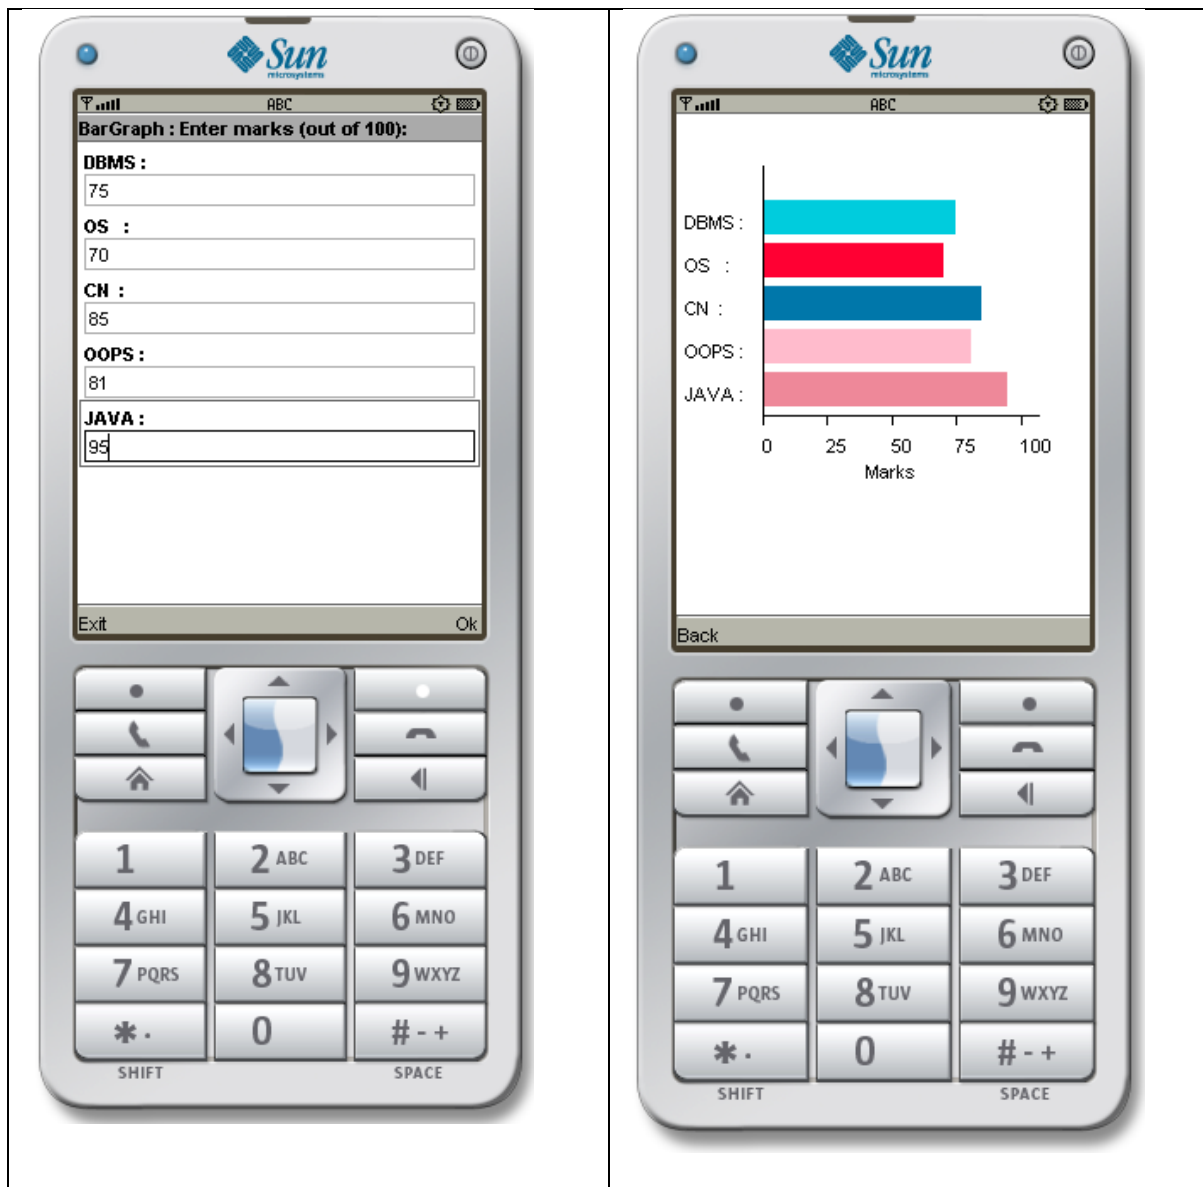 Sun
microsystems
ABC
BarGraph : Enter marks (out of 100):
DBMS :
75
OS :
70
CN :
85
OOPS :
81
JAVA :
95
Exit Ok
1 2 ABC 3 DEF
4 GHI 5 JKL 6 MNO
7 PQRS 8 TUV 9 WXYZ
* . 0 # - +
SHIFT SPACE
Sun
microsystems
ABC
DBMS :
OS :
CN :
OOPS :
JAVA :
0 25 50 75 100
Marks
Back
1 2 ABC 3 DEF
4 GHI 5 JKL 6 MNO
7 PQRS 8 TUV 9 WXYZ
* . 0 # - +
SHIFT SPACE